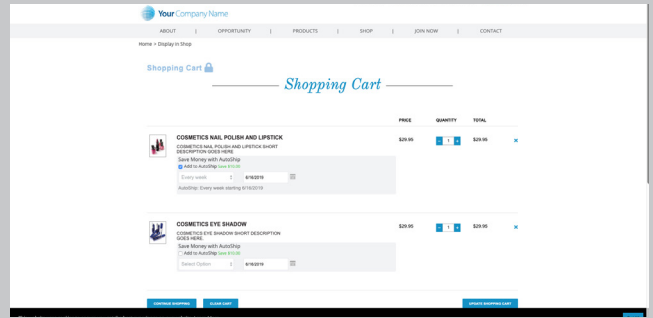 Your Company Name
ABOUT | OPPORTUNITY | PRODUCTS | SHOP | JOIN NOW | CONTACT
Home > Display in Shop
Shopping Cart
Shopping Cart
PRICE QUANTITY TOTAL
COSMETICS NAIL POLISH AND LIPSTICK $29.95 - 1 + $29.95 ×
COSMETICS NAIL POLISH AND LIPSTICK SHORT
DESCRIPTION GOES HERE
Save Money with AutoShip
Add to AutoShip Save $10.00
Every week 6/16/2019
AutoShip: Every week starting 6/16/2019
COSMETICS EYE SHADOW $29.95 - 1 + $29.95 ×
COSMETICS EYE SHADOW SHORT DESCRIPTION
GOES HERE.
Save Money with AutoShip
Add to AutoShip Save $10.00
Select Option 6/16/2019
CONTINUE SHOPPING CLEAR CART UPDATE SHOPPING CART